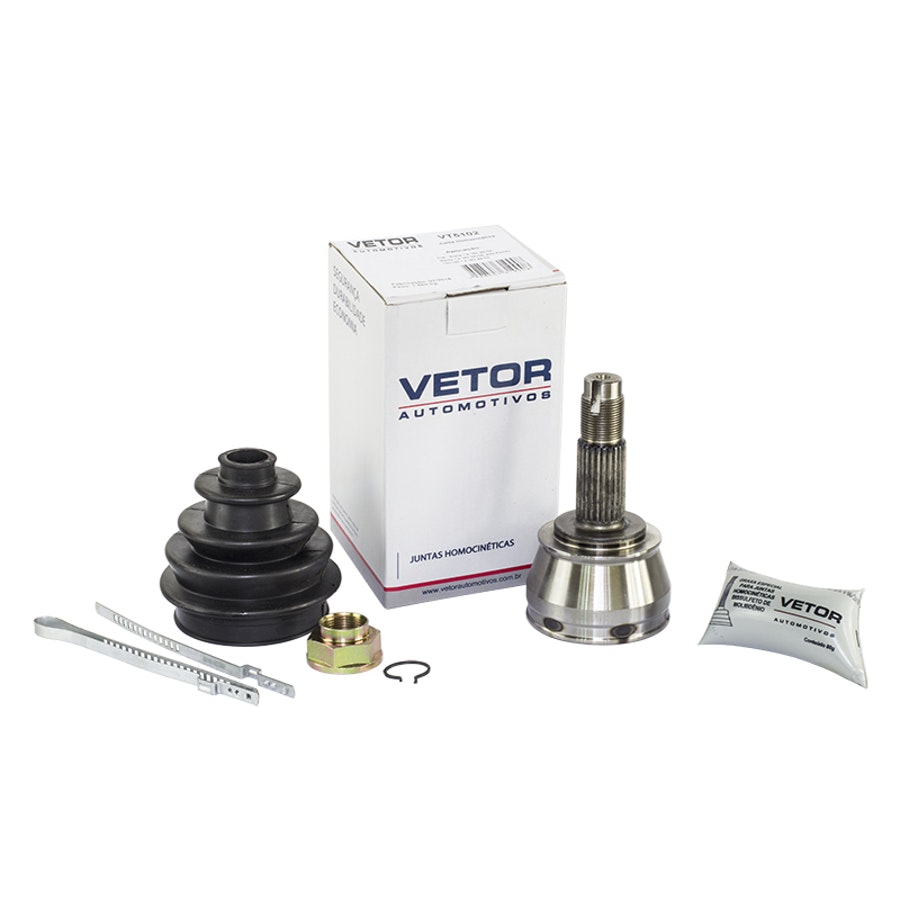 VETOR
AUTOMOTIVOS
VT5102
SEGURANÇA
DURABILIDADE
ECONOMIA
VETOR
AUTOMOTIVOS
JUNTAS HOMOCINÉTICAS
www.vetorautomotivos.com.br
GRAXA ESPECIAL
PARA JUNTAS
HOMOCINÉTICAS
BISSULFETO DE
MOLIBDÊNIO
VETOR
AUTOMOTIVOS
Conteúdo 80g